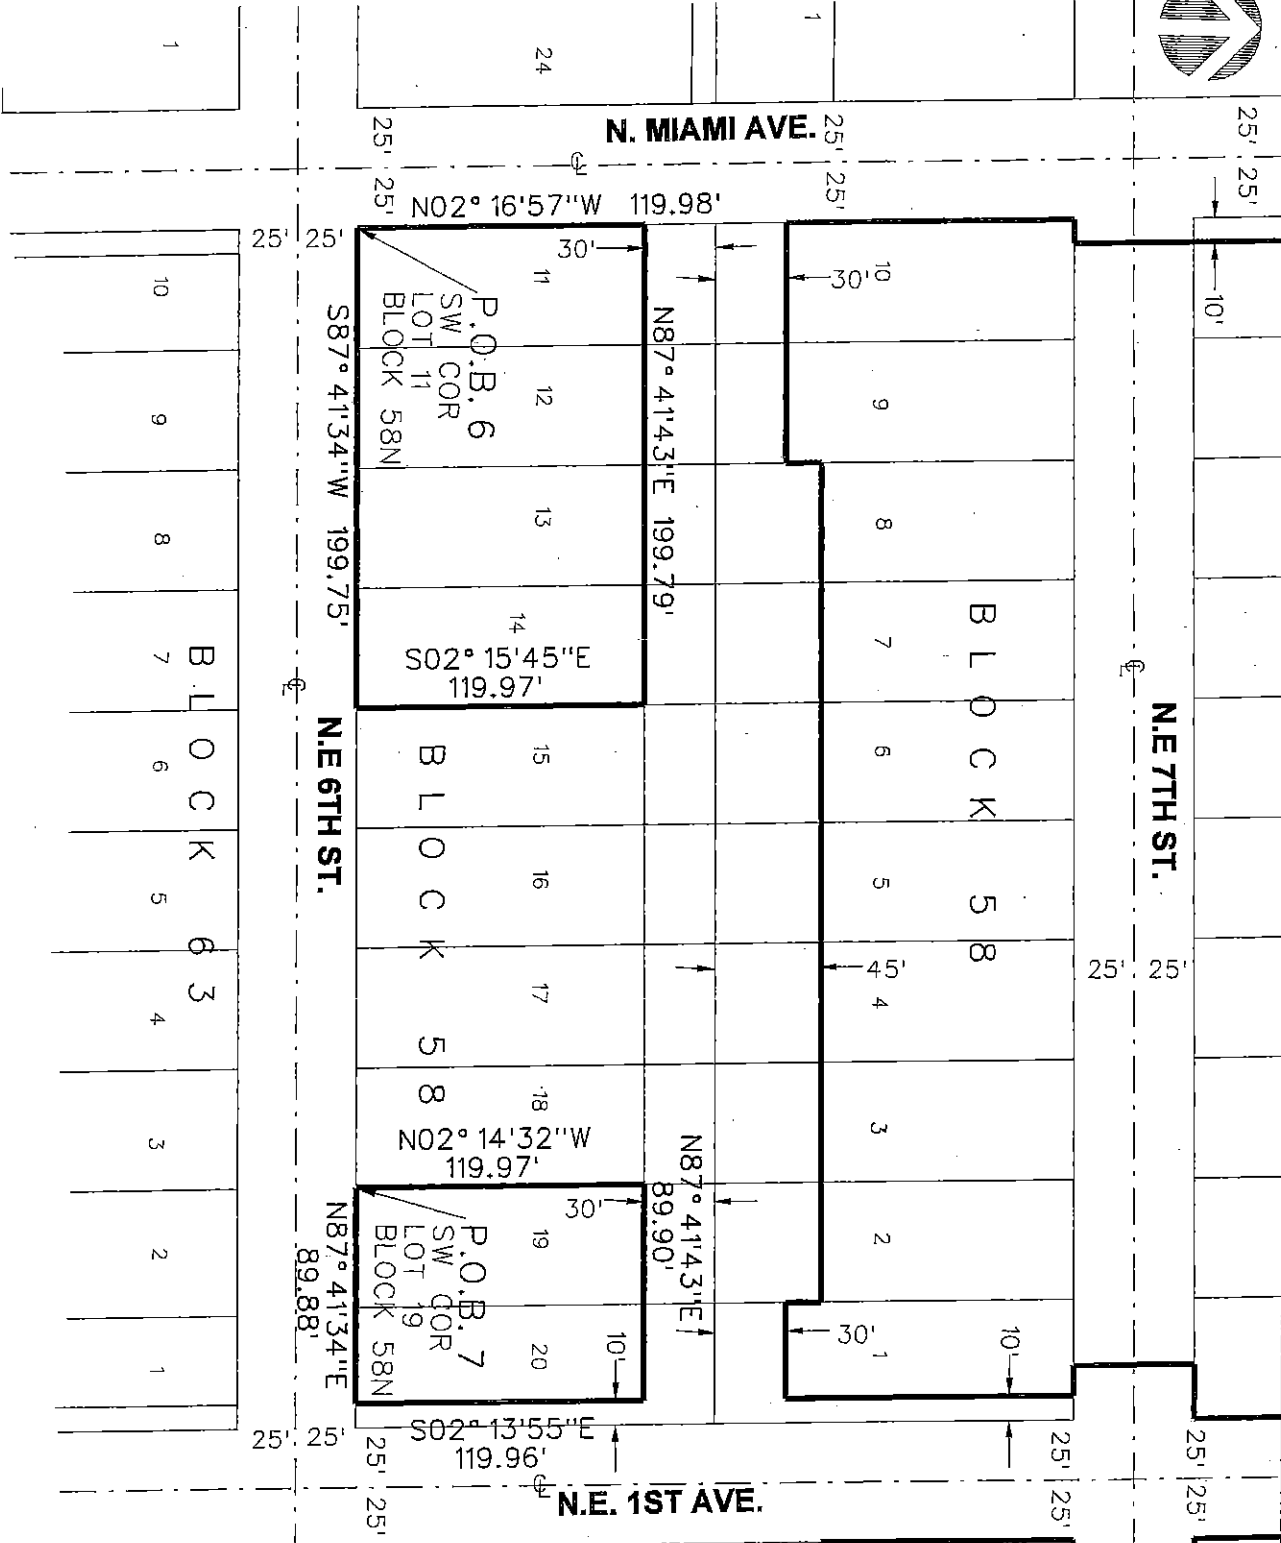 1
24
1
N. MIAMI AVE.
25'
25'
25'
25'
25'
25'
℄
N02° 16'57"W 119.98'
25' 25'
30'
30'
10'
P.O.B. 6
SW COR
LOT 11
BLOCK 58N
S87° 41'34"W 199.75'
N87° 41'43"E 199.79'
11
12
13
14
S02° 15'45"E
119.97'
15
16
17
18
19
20
10
9
8
7
6
5
4
3
2
1
10
9
8
7
6
5
4
3
2
1
BLOCK 63
BLOCK 58
BLOCK 58
℄
N.E 6TH ST.
℄
N.E 7TH ST.
45'
25' 25'
N02° 14'32"W
119.97'
30'
N87° 41'43"E
89.90'
P.O.B. 7
SW COR
LOT 19
BLOCK 58N
N87° 41'34"E
89.88'
10'
30'
10'
S02° 13'55"E
119.96'
25' 25'
25'
25'
25'
25'
25'
25'
℄
N.E. 1ST AVE.